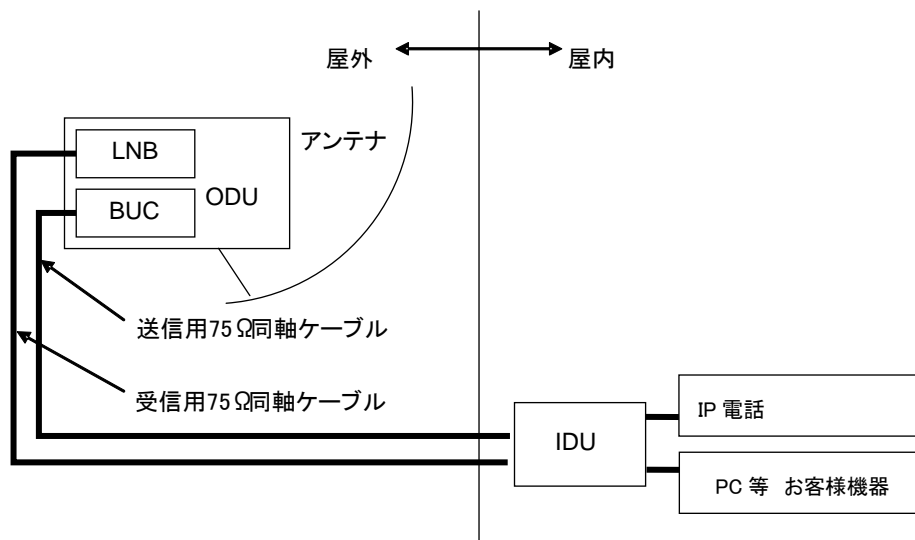 屋外
屋内
アンテナ
LNB
ODU
BUC
送信用75Ω同軸ケーブル
受信用75Ω同軸ケーブル
IDU
IP 電話
PC 等 お客様機器